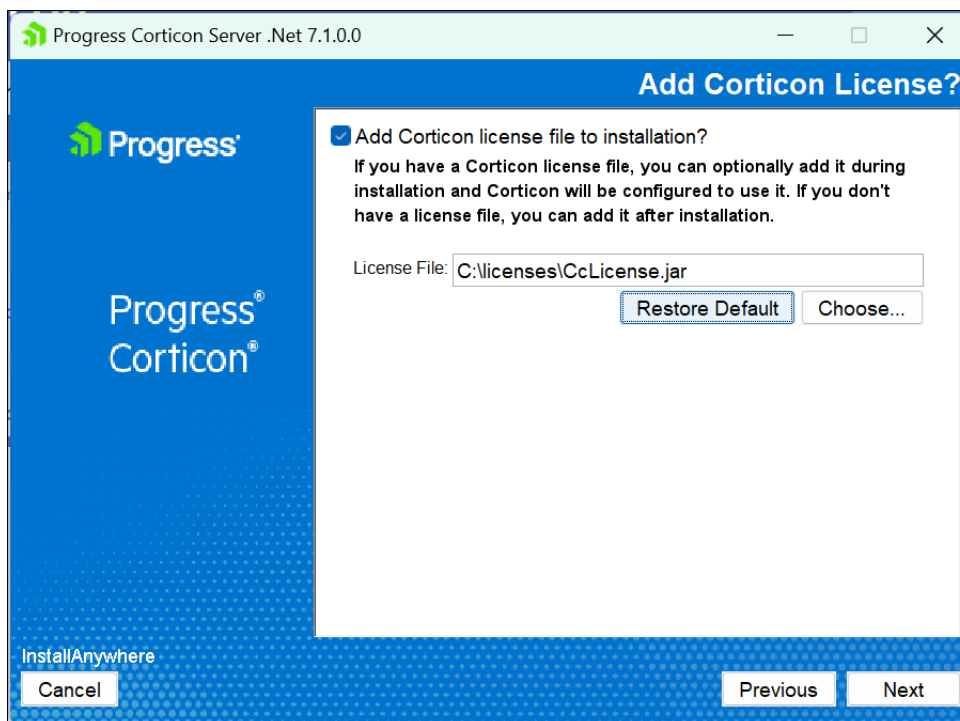 Progress Corticon Server .Net 7.1.0.0
Add Corticon License?
Progress
Add Corticon license file to installation?
If you have a Corticon license file, you can optionally add it during
installation and Corticon will be configured to use it. If you don't
have a license file, you can add it after installation.
License File: C:\licenses\CcLicense.jar
Restore Default Choose...
Progress®
Corticon®
InstallAnywhere
Cancel Previous Next